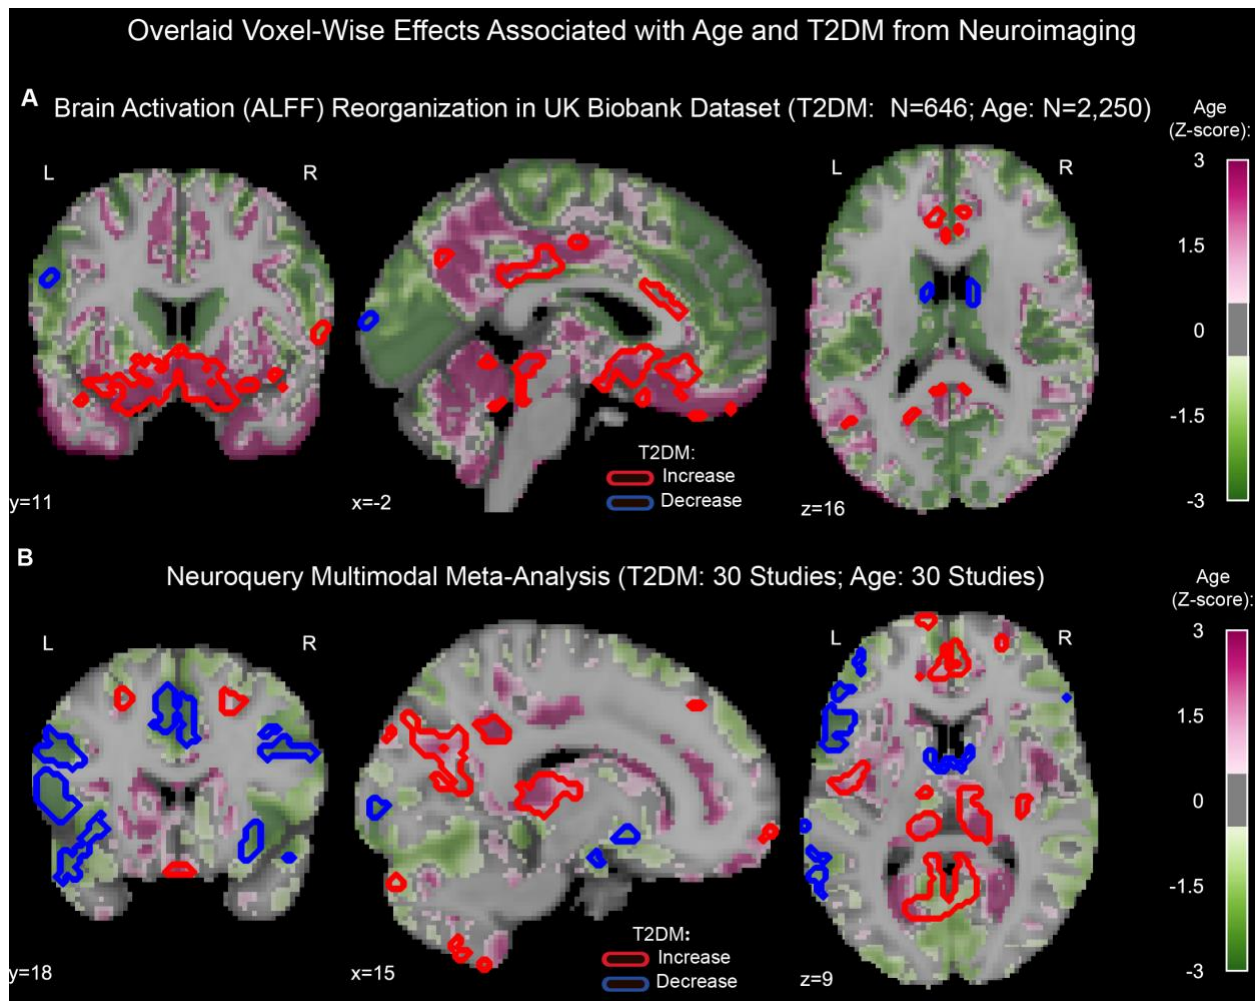 Overlaid Voxel-Wise Effects Associated with Age and T2DM from Neuroimaging
A Brain Activation (ALFF) Reorganization in UK Biobank Dataset (T2DM: N=646; Age: N=2,250)
Age
(Z-score):
3
1.5
0
-1.5
-3
L
R
L
R
T2DM:
Increase
Decrease
y=11
x=-2
z=16
B
Neuroquery Multimodal Meta-Analysis (T2DM: 30 Studies; Age: 30 Studies)
Age
(Z-score):
3
1.5
0
-1.5
-3
L
R
L
R
T2DM:
Increase
Decrease
y=18
x=15
z=9